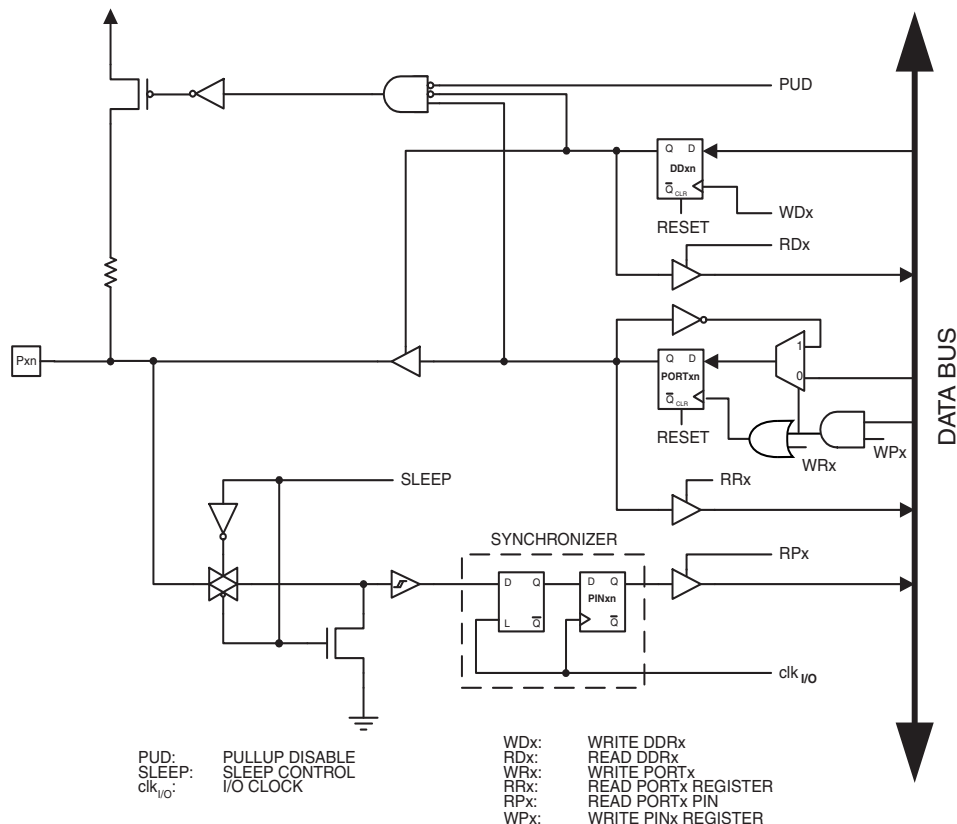 PUD
Q D
DDxn
Q CLR
WDx
RESET
RDx
Pxn
1
Q D
PORTxn
0
Q CLR
RESET
WRx
WPx
DATA BUS
SLEEP
RRx
SYNCHRONIZER
RPx
D Q
D Q
PINxn
L Q
Q
clk I/O
PUD: PULLUP DISABLE
SLEEP: SLEEP CONTROL
clkI/O: I/O CLOCK
WDx: WRITE DDRx
RDx: READ DDRx
WRx: WRITE PORTx
RRx: READ PORTx REGISTER
RPx: READ PORTx PIN
WPx: WRITE PINx REGISTER